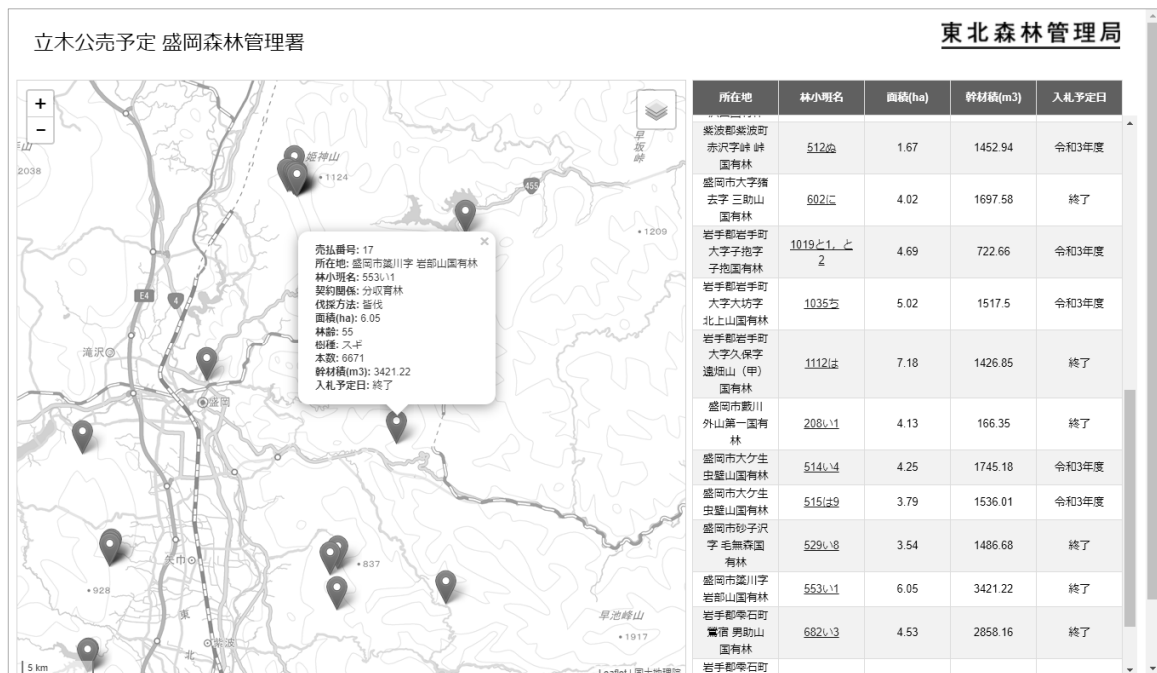 立木公売予定 盛岡森林管理署
東北森林管理局
+
−
2038
姫神山
1124
早坂峠
455
1209
売払番号: 17
所在地: 盛岡市簗川字 岩部山国有林
林小班名: 553い1
契約関係: 分収育林
伐採方法: 皆伐
面積(ha): 6.05
林齢: 55
樹種: スギ
本数: 6671
幹材積(m3): 3421.22
入札予定日: 終了
E4
4
滝沢
盛岡
矢巾
837
928
東北
紫波
早池峰山
1917
5 km
Leaflet | 国土地理院
所在地 林小班名 面積(ha) 幹材積(m3) 入札予定日
紫波郡紫波町
赤沢字峠 峠
国有林
512ぬ 1.67 1452.94 令和3年度
盛岡市大字猪
去字 三助山
国有林
602に 4.02 1697.58 終了
岩手郡岩手町
大字子抱字
子抱国有林
1019と1，と
2
4.69 722.66 令和3年度
岩手郡岩手町
大字大坊字
北上山国有林
1035ち 5.02 1517.5 令和3年度
岩手郡岩手町
大字久保字
遠畑山（甲）
国有林
1112は 7.18 1426.85 終了
盛岡市藪川
外山第一国有
林
208い1 4.13 166.35 終了
盛岡市大ケ生
虫壁山国有林
514い4 4.25 1745.18 令和3年度
盛岡市大ケ生
虫壁山国有林
515は9 3.79 1536.01 令和3年度
盛岡市砂子沢
字 毛無森国
有林
529い8 3.54 1486.68 終了
盛岡市簗川字
岩部山国有林
553い1 6.05 3421.22 終了
岩手郡雫石町
鶯宿 男助山
国有林
682い3 4.53 2858.16 終了
岩手郡雫石町